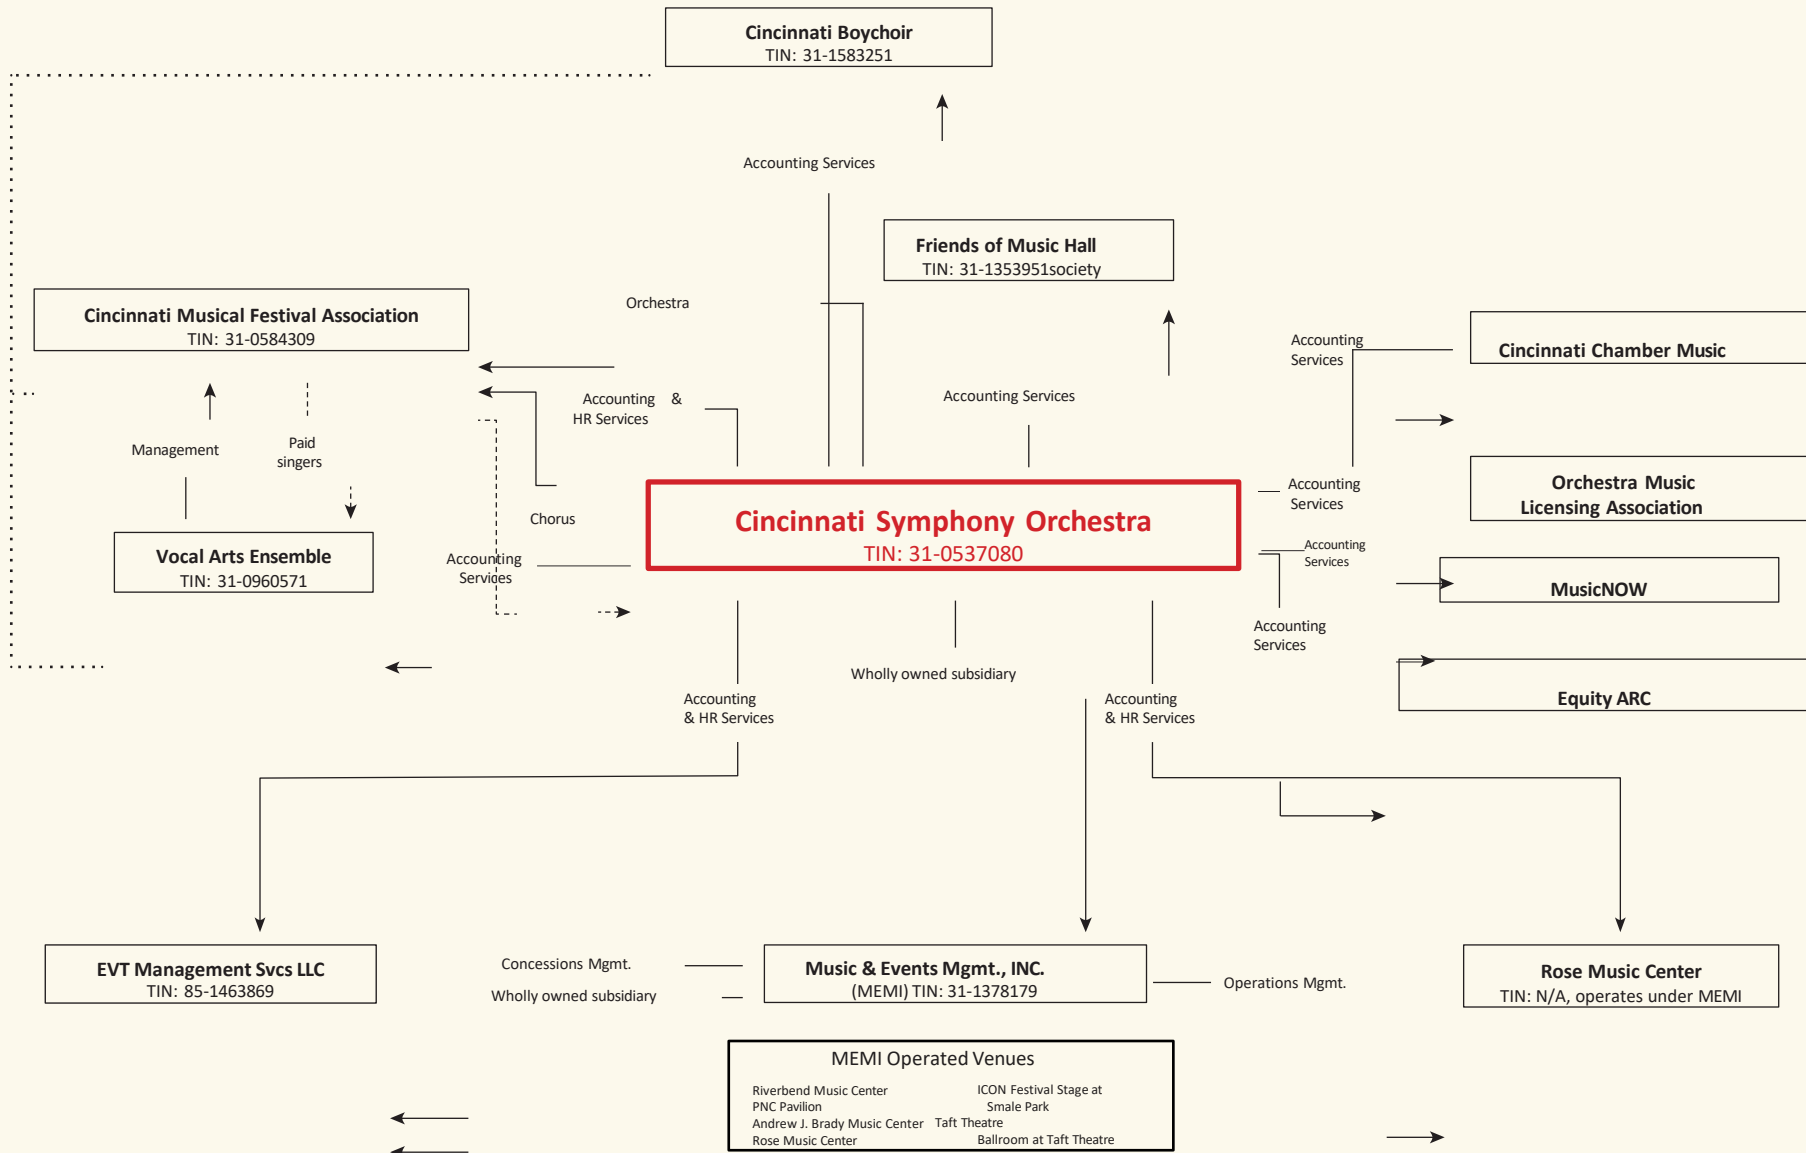 Cincinnati Boychoir
TIN: 31-1583251
Accounting Services
Friends of Music Hall
TIN: 31-1353951society
Cincinnati Musical Festival Association
TIN: 31-0584309
Orchestra
Accounting
Services
Cincinnati Chamber Music
Accounting &
HR Services
Accounting Services
Management
Paid
singers
Chorus
Cincinnati Symphony Orchestra
TIN: 31-0537080
Accounting
Services
Orchestra Music
Licensing Association
Vocal Arts Ensemble
TIN: 31-0960571
Accounting
Services
Accounting
Services
MusicNOW
Accounting
Services
Wholly owned subsidiary
Equity ARC
Accounting
& HR Services
Accounting
& HR Services
EVT Management Svcs LLC
TIN: 85-1463869
Concessions Mgmt.
Wholly owned subsidiary
Music & Events Mgmt., INC.
(MEMI) TIN: 31-1378179
Operations Mgmt.
Rose Music Center
TIN: N/A, operates under MEMI
MEMI Operated Venues
Riverbend Music Center
PNC Pavilion
Andrew J. Brady Music Center
Rose Music Center
ICON Festival Stage at
Smale Park
Taft Theatre
Ballroom at Taft Theatre